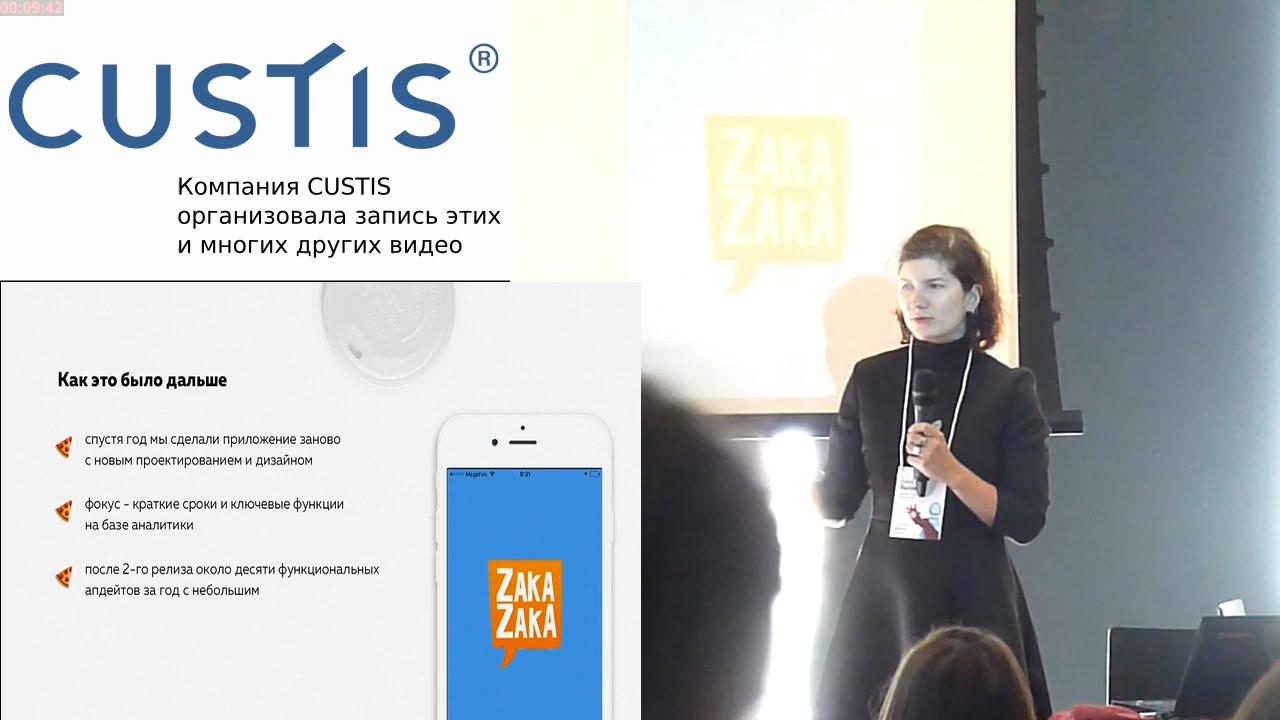 00:09:42
CUSTIS®
Компания CUSTIS
организовала запись этих
и многих других видео
Как это было дальше
спустя год мы сделали приложение заново
с новым проектированием и дизайном
фокус - краткие сроки и ключевые функции
на базе аналитики
после 2-го релиза около десяти функциональных
апдейтов за год с небольшим
MegaFon 9:31
ZAKA
ZAKA
ZAKA
ZAKA